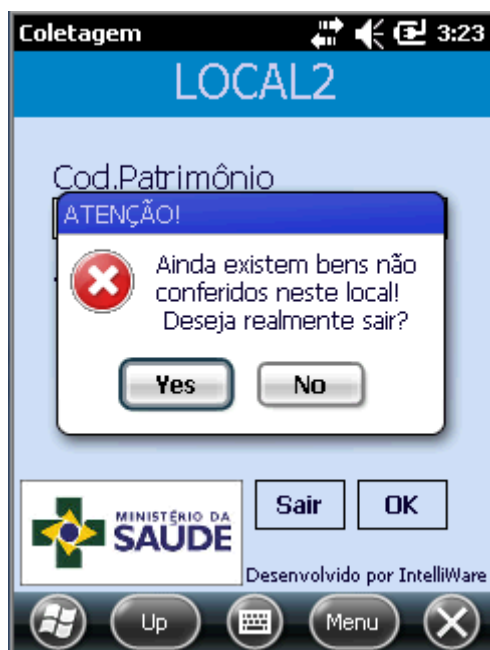 Coletagem 3:23
LOCAL2
Cod.Patrimônio
ATENÇÃO!
Ainda existem bens não
conferidos neste local!
Deseja realmente sair?
Yes No
MINISTÉRIO DA
SAÚDE
Sair OK
Desenvolvido por IntelliWare
Up Menu